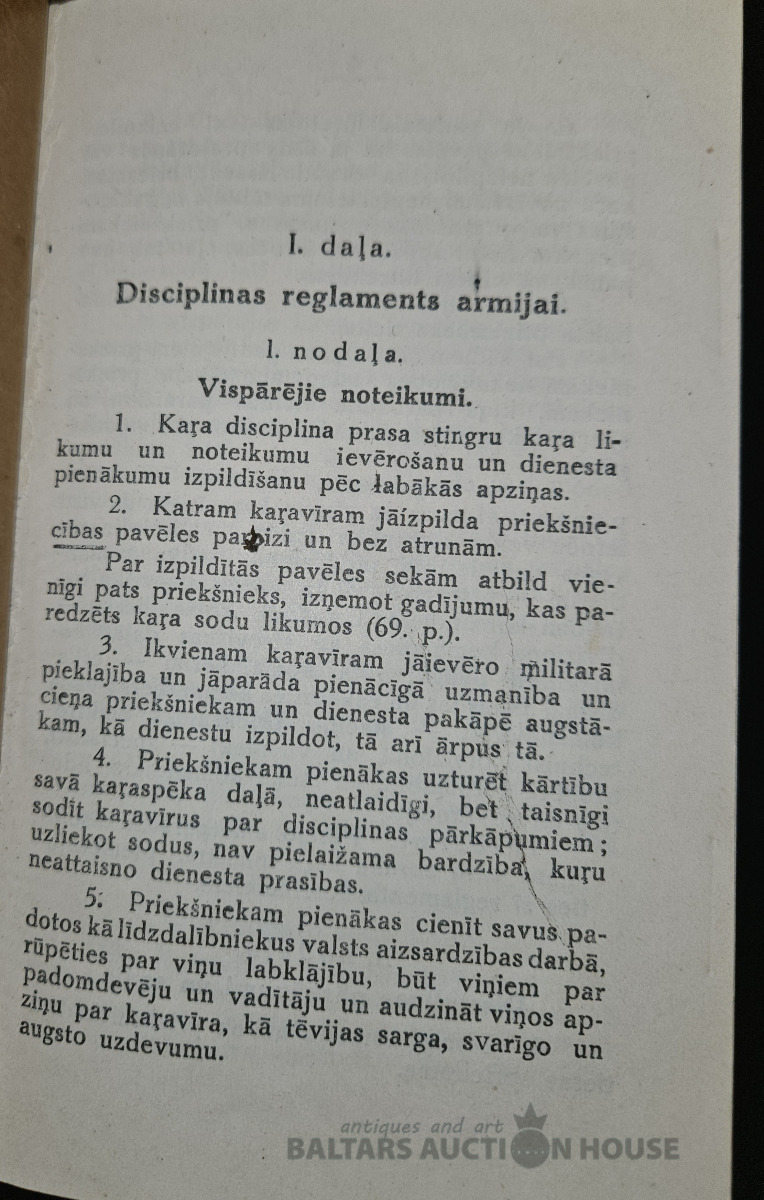 I. daļa.
Disciplinas reglaments armijai.
I. nodaļa.
Vispārējie noteikumi.
1. Kaŗa disciplina prasa stingru kaŗa li-
kumu un noteikumu ievērošanu un dienesta
pienākumu izpildīšanu pēc labākās apziņas.
2. Katram kaŗavīram jāizpilda priekšnie-
cības pavēles un bez atrunām.
Par izpildītās pavēles sekām atbild vie-
nīgi pats priekšnieks, izņemot gadījumu, kas pa-
redzēts kaŗa sodu likumos (69. p.).
3. Ikvienam kaŗavīram jāievēro militarā
pieklajība un jāparāda pienācīgā uzmanība un
cieņa priekšniekam un dienesta pakāpē augstā-
kam, kā dienestu izpildot, tā arī ārpus tā.
4. Priekšniekam pienākas uzturēt kārtību
savā kaŗaspēka daļā, neatlaidīgi, bet taisnīgi
sodīt kaŗavīrus par disciplinas pārkāpumiem;
uzliekot sodus, nav pielaižama bardzība, kuŗu
neattaisno dienesta prasības.
5. Priekšniekam pienākas cienīt savus pa-
dotos kā līdzdalībniekus valsts aizsardzības darbā,
rūpēties par viņu labklājību, būt viņiem par
padomdevēju un vadītāju un audzināt viņos ap-
ziņu par kaŗavīra, kā tēvijas sarga, svarīgo un
augsto uzdevumu.
antiques and art
BALTARS AUCTION HOUSE